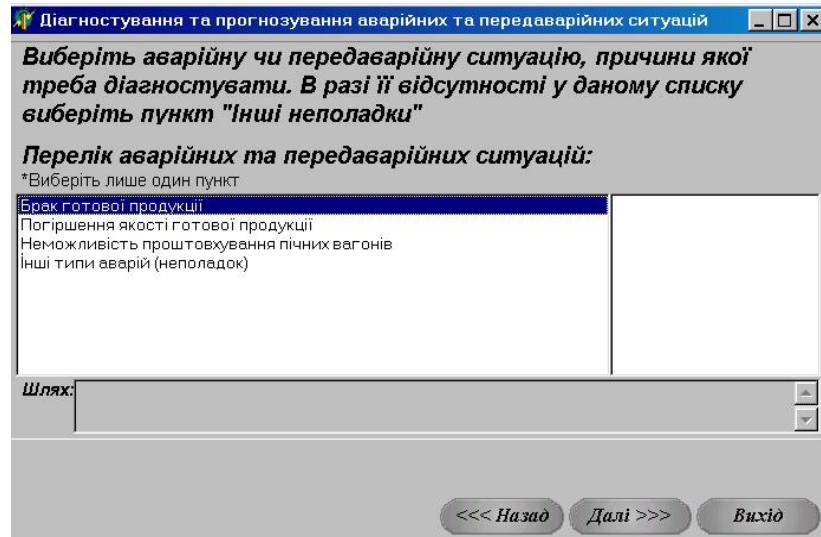 Діагностування та прогнозування аварійних та передаварійних ситуацій
Виберіть аварійну чи передаварійну ситуацію, причини якої
треба діагностувати. В разі її відсутності у даному списку
виберіть пункт "Інші неполадки"
Перелік аварійних та передаварійних ситуацій:
*Виберіть лише один пункт
Брак готової продукції
Погіршення якості готової продукції
Неможливість проштовхування пічних вагонів
Інші типи аварій (неполадок)
Шлях:
<<< Назад Далі >>> Вихід